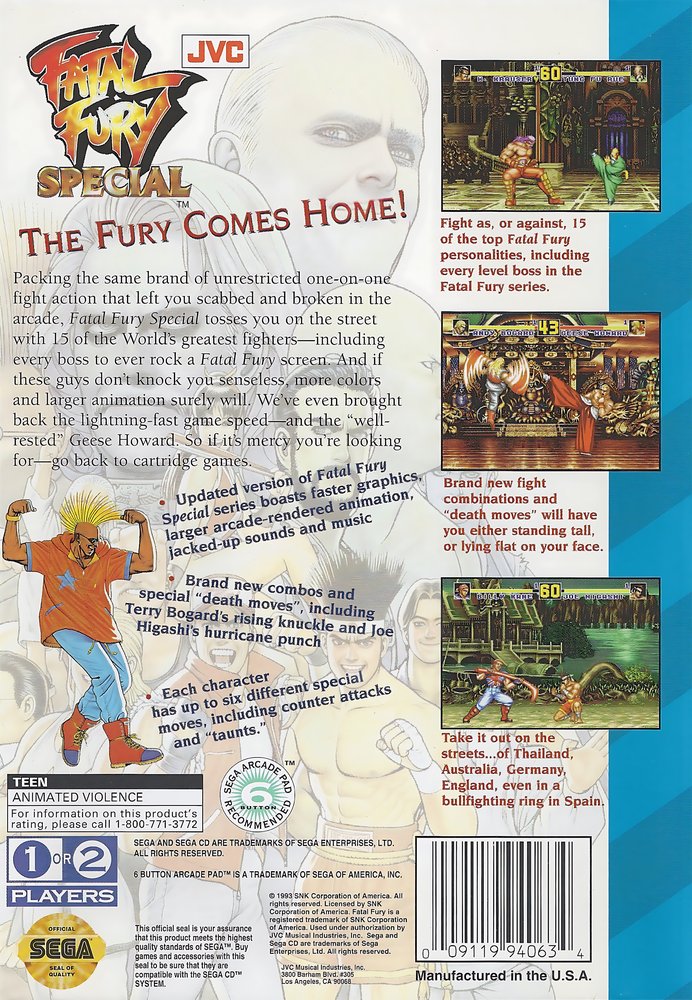 FATAL
FURY
SPECIAL
TM
JVC
THE FURY COMES HOME!
Packing the same brand of unrestricted one-on-one
fight action that left you scabbed and broken in the
arcade, Fatal Fury Special tosses you on the street
with 15 of the World's greatest fighters—including
every boss to ever rock a Fatal Fury screen. And if
these guys don't knock you senseless, more colors
and larger animation surely will. We've even brought
back the lightning-fast game speed—and the "well-
rested" Geese Howard. So if it's mercy you're looking
for—go back to cartridge games.
• Updated version of Fatal Fury
Special series boasts faster graphics,
larger arcade-rendered animation,
jacked-up sounds and music
• Brand new combos and
special "death moves", including
Terry Bogard's rising knuckle and Joe
Higashi's hurricane punch
• Each character
has up to six different special
moves, including counter attacks
and "taunts."
W. KRAUSER 60 TUNG FU RUE
Fight as, or against, 15
of the top Fatal Fury
personalities, including
every level boss in the
Fatal Fury series.
ANDY BOGARD 43 GEESE HOWARD
Brand new fight
combinations and
"death moves" will have
you either standing tall,
or lying flat on your face.
BILLY KANE 60 JOE HIGASHI
Take it out on the
streets...of Thailand,
Australia, Germany,
England, even in a
bullfighting ring in Spain.
TEEN
ANIMATED VIOLENCE
For information on this product's
rating, please call 1-800-771-3772
SEGA ARCADE PAD
6
BUTTON
RECOMMENDED
TM
1 OR 2
PLAYERS
SEGA AND SEGA CD ARE TRADEMARKS OF SEGA ENTERPRISES, LTD.
ALL RIGHTS RESERVED.
6 BUTTON ARCADE PAD™ IS A TRADEMARK OF SEGA OF AMERICA, INC.
OFFICIAL
SEGA
SEAL OF
QUALITY
This official seal is your assurance
that this product meets the highest
quality standards of SEGA™. Buy
games and accessories with this
seal to be sure that they are
compatible with the SEGA CD™
SYSTEM.
© 1993 SNK Corporation of America. All
rights reserved. Licensed by SNK
Corporation of America. Fatal Fury is a
registered trademark of SNK Corporation
of America. Used under authorization by
JVC Musical Industries, Inc. Sega and
Sega CD are trademarks of Sega
Enterprises, Ltd. All rights reserved.
JVC Musical Industries, Inc.
3800 Barham Blvd. #305
Los Angeles, CA 90068
0 09119 94063 4
Manufactured in the U.S.A.